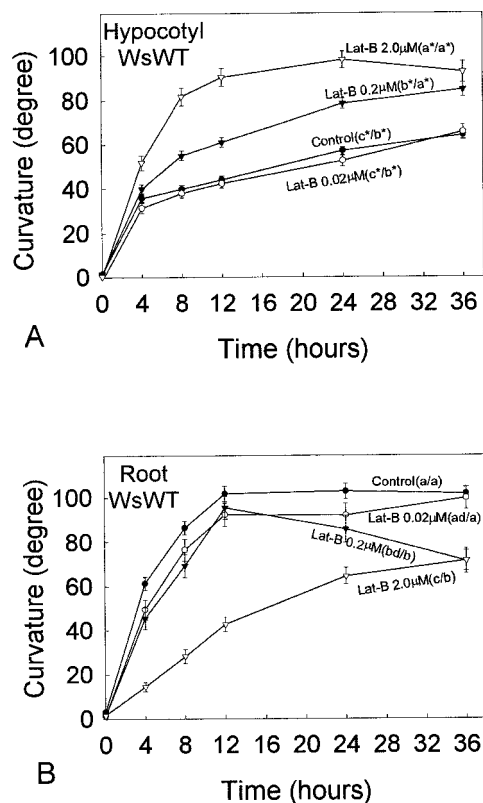 Hypocotyl
WsWT
Lat-B 2.0μM(a*/a*)
Lat-B 0.2μM(b*/a*)
Control(c*/b*)
Lat-B 0.02μM(c*/b*)
Curvature (degree)
100
80
60
40
20
0
0 4 8 12 16 20 24 28 32 36
A
Time (hours)
Root
WsWT
Control(a/a)
Lat-B 0.02μM(ad/a)
Lat-B 0.2μM(bd/b)
Lat-B 2.0μM(c/b)
Curvature (degree)
100
80
60
40
20
0
0 4 8 12 16 20 24 28 32 36
B
Time (hours)